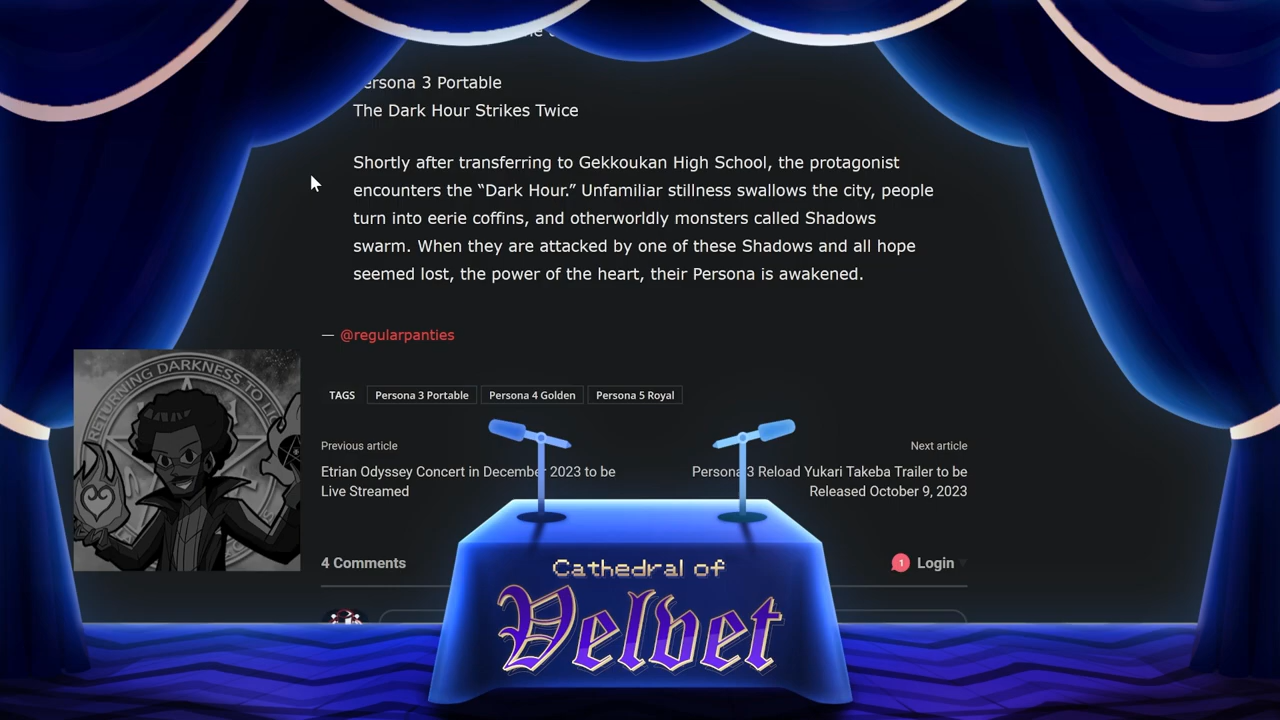 ersona 3 Portable
The Dark Hour Strikes Twice
Shortly after transferring to Gekkoukan High School, the protagonist
encounters the “Dark Hour.” Unfamiliar stillness swallows the city, people
turn into eerie coffins, and otherworldly monsters called Shadows
swarm. When they are attacked by one of these Shadows and all hope
seemed lost, the power of the heart, their Persona is awakened.
— @regularpanties
RETURNING DARKNESS TO LI
TAGS Persona 3 Portable Persona 4 Golden Persona 5 Royal
Previous article
Next article
Etrian Odyssey Concert in December 2023 to be
Live Streamed
Persona 3 Reload Yukari Takeba Trailer to be
Released October 9, 2023
4 Comments
1 Login
Cathedral of
Velvet